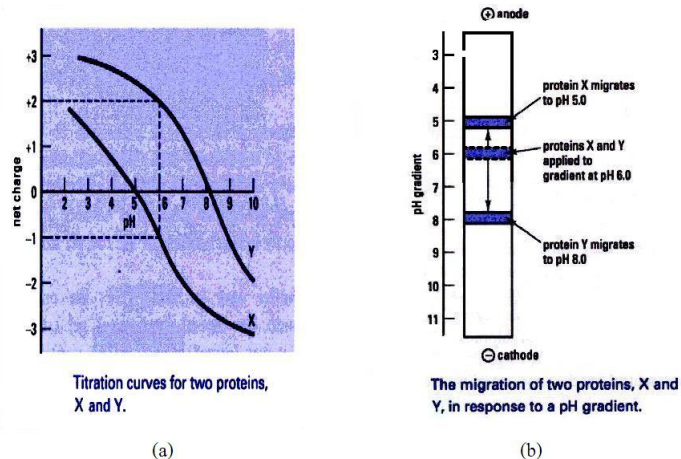 +3
+2
+1
0
-1
-2
-3
net charge
2 3 4 5 6 7 8 9 10
pH
Y
X
Titration curves for two proteins,
X and Y.
(a)
⊕ anode
3
4
5
6
7
8
9
10
11
pH gradient
protein X migrates
to pH 5.0
proteins X and Y
applied to
gradient at pH 6.0
protein Y migrates
to pH 8.0
⊖ cathode
The migration of two proteins, X and
Y, in response to a pH gradient.
(b)